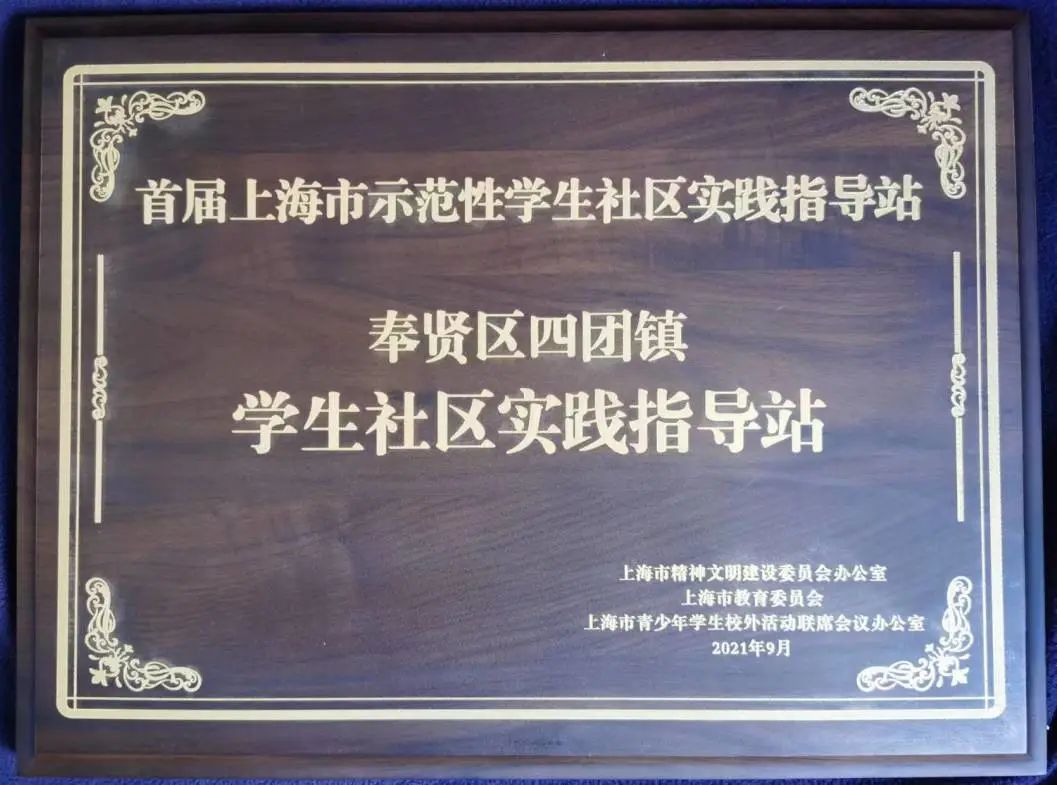 首届上海市示范性学生社区实践指导站
奉贤区四团镇
学生社区实践指导站
上海市精神文明建设委员会办公室
上海市教育委员会
上海市青少年学生校外活动联席会议办公室
2021年9月